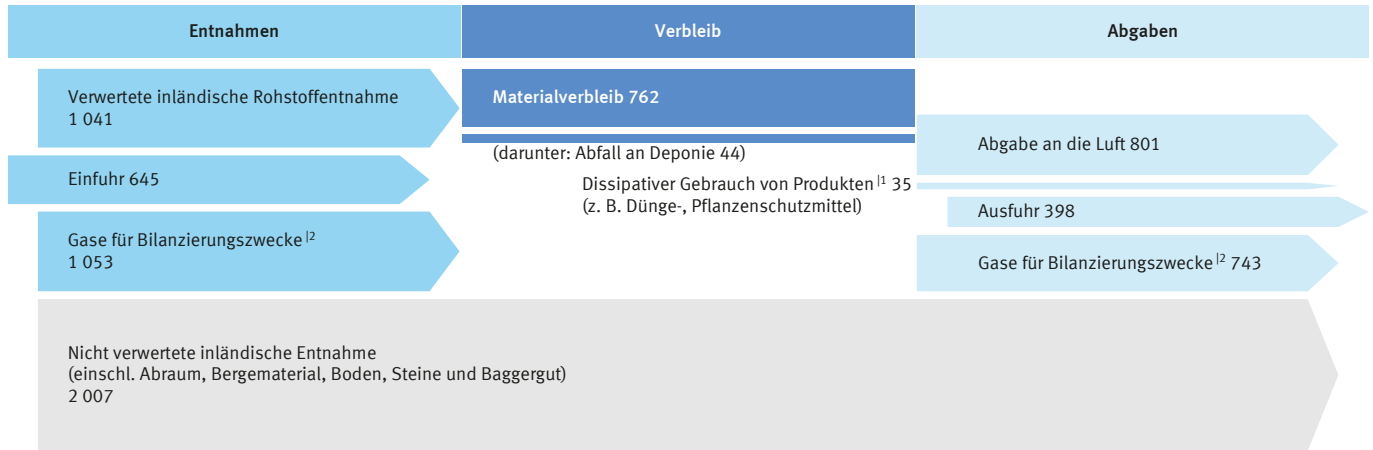 Entnahmen
Verbleib
Abgaben
Verwertete inländische Rohstoffentnahme
1 041
Einfuhr 645
Gase für Bilanzierungszwecke |2
1 053
Materialverbleib 762
(darunter: Abfall an Deponie 44)
Dissipativer Gebrauch von Produkten |1 35
(z. B. Dünge-, Pflanzenschutzmittel)
Abgabe an die Luft 801
Ausfuhr 398
Gase für Bilanzierungszwecke |2 743
Nicht verwertete inländische Entnahme
(einschl. Abraum, Bergematerial, Boden, Steine und Baggergut)
2 007